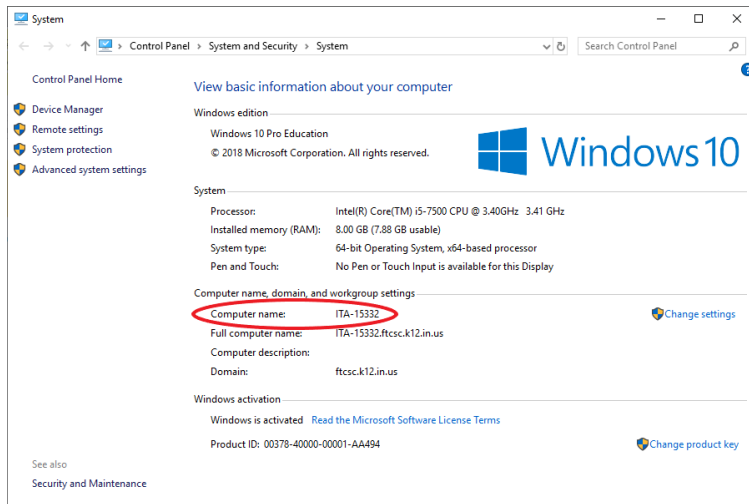 System
Control Panel > System and Security > System
Search Control Panel
?
Control Panel Home
Device Manager
Remote settings
System protection
Advanced system settings
View basic information about your computer
Windows edition
Windows 10 Pro Education
© 2018 Microsoft Corporation. All rights reserved.
Windows 10
System
Processor: Intel(R) Core(TM) i5-7500 CPU @ 3.40GHz 3.41 GHz
Installed memory (RAM): 8.00 GB (7.88 GB usable)
System type: 64-bit Operating System, x64-based processor
Pen and Touch: No Pen or Touch Input is available for this Display
Computer name, domain, and workgroup settings
Computer name: ITA-15332 Change settings
Full computer name: ITA-15332.ftcsc.k12.in.us
Computer description:
Domain: ftcsc.k12.in.us
Windows activation
Windows is activated Read the Microsoft Software License Terms
Product ID: 00378-40000-00001-AA494 Change product key
See also
Security and Maintenance